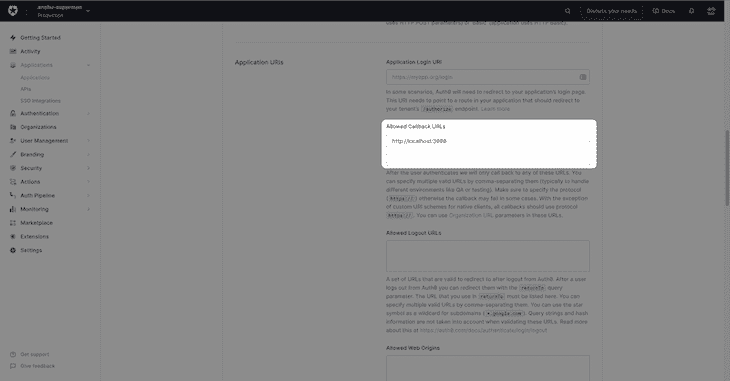 Production
Discuss your needs
Docs
Getting Started
Activity
Applications
Applications
APIs
SSO Integrations
Authentication
Organizations
User Management
Branding
Security
Actions
Auth Pipeline
Monitoring
Marketplace
Extensions
Settings
Get support
Give feedback
Application URIs
Application Login URI
https://myapp.org/login
In some scenarios, Auth0 will need to redirect to your application's login page.
This URI needs to point to a route in your application that should redirect to
your tenant's /authorize endpoint. Learn more
Allowed Callback URLs
http://localhost:3000
After the user authenticates we will only call back to any of these URLs. You
can specify multiple valid URLs by comma-separating them (typically to handle
different environments like QA or testing). Make sure to specify the protocol
(https://) otherwise the callback may fail in some cases. With the exception
of custom URI schemes for native clients, all callbacks should use protocol
https://. You can use Organization URL parameters in these URLs.
Allowed Logout URLs
A set of URLs that are valid to redirect to after logout from Auth0. After a user
logs out from Auth0 you can redirect them with the returnTo query
parameter. The URL that you use in returnTo must be listed here. You can
specify multiple valid URLs by comma-separating them. You can use the star
symbol as a wildcard for subdomains (*.google.com). Query strings and hash
information are not taken into account when validating these URLs. Read more
about this at https://auth0.com/docs/authenticate/login/logout
Allowed Web Origins